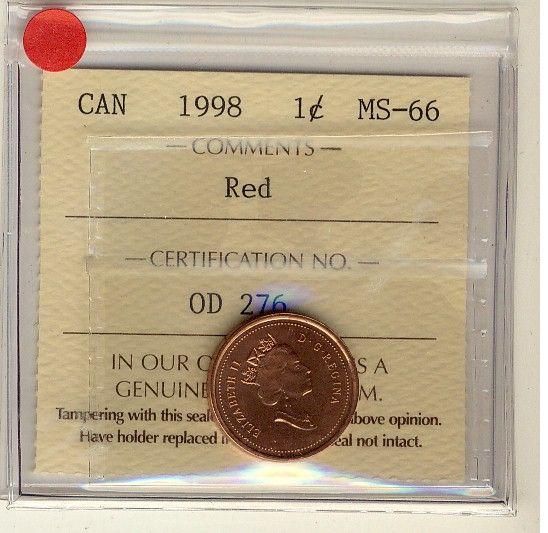 CAN 1998 1¢ MS-66
— COMMENTS —
Red
— CERTIFICATION NO. —
OD 276
IN OUR A
GENUINE
Tampering with this seal above opinion.
Have holder replaced seal not intact.
ELIZABETH II D·G·REGINA